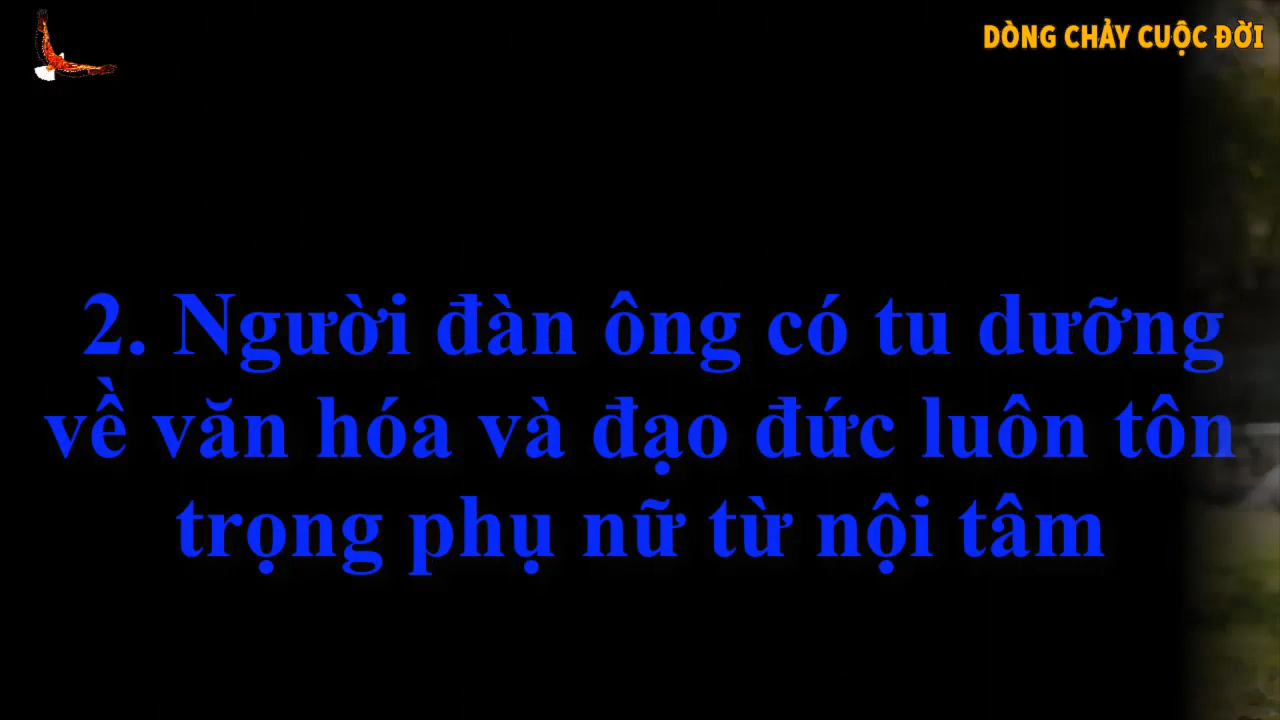 DÒNG CHẢY CUỘC ĐỜI
2. Người đàn ông có tu dưỡng
về văn hóa và đạo đức luôn tôn
trọng phụ nữ từ nội tâm